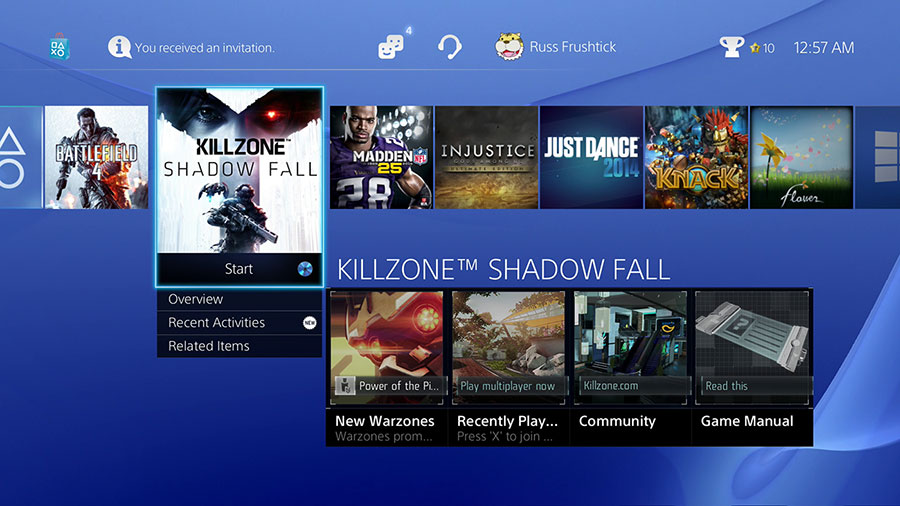 You received an invitation.
4
Russ Frushtick
10
12:57 AM
BATTLEFIELD
4
KILLZONE™
SHADOW FALL
Start
MADDEN
NFL
25
28
INJUSTICE
GODS AMONG US
ULTIMATE EDITION
JUST DANCE
2014
KNACK
flower
KILLZONE™ SHADOW FALL
Overview
Recent Activities
NEW
Related Items
Power of the Pi...
Play multiplayer now
Killzone.com
Read this
New Warzones
Warzones prom...
Recently Play...
Press 'X' to join ...
Community
Game Manual